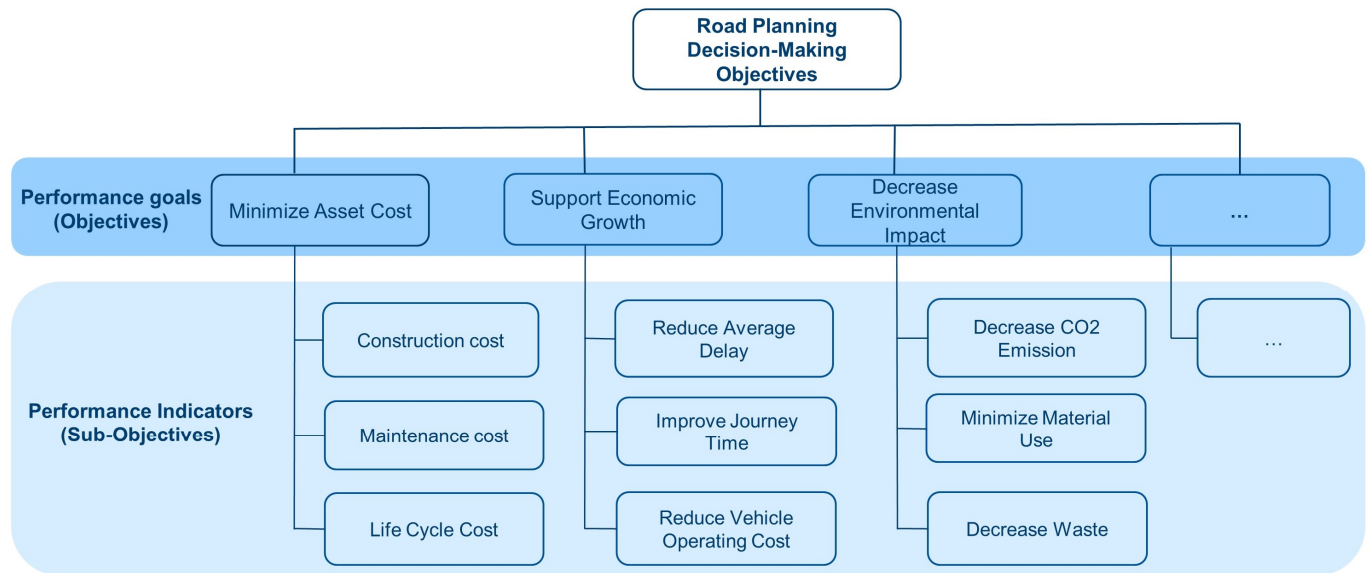 Road Planning
Decision-Making
Objectives
Performance goals
(Objectives)
Minimize Asset Cost
Support Economic
Growth
Decrease
Environmental
Impact
...
Performance Indicators
(Sub-Objectives)
Construction cost
Maintenance cost
Life Cycle Cost
Reduce Average
Delay
Improve Journey
Time
Reduce Vehicle
Operating Cost
Decrease CO2
Emission
Minimize Material
Use
Decrease Waste
...